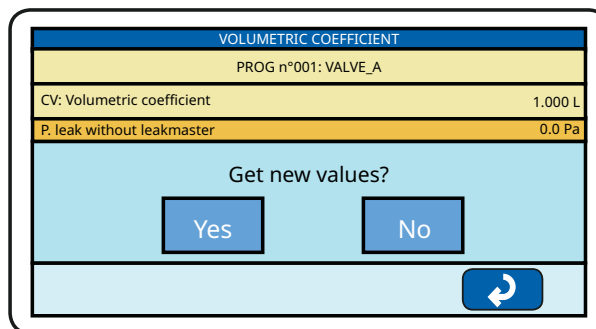 VOLUMETRIC COEFFICIENT
PROG n°001: VALVE_A
CV: Volumetric coefficient 1.000 L
P. leak without leakmaster 0.0 Pa
Get new values?
Yes No